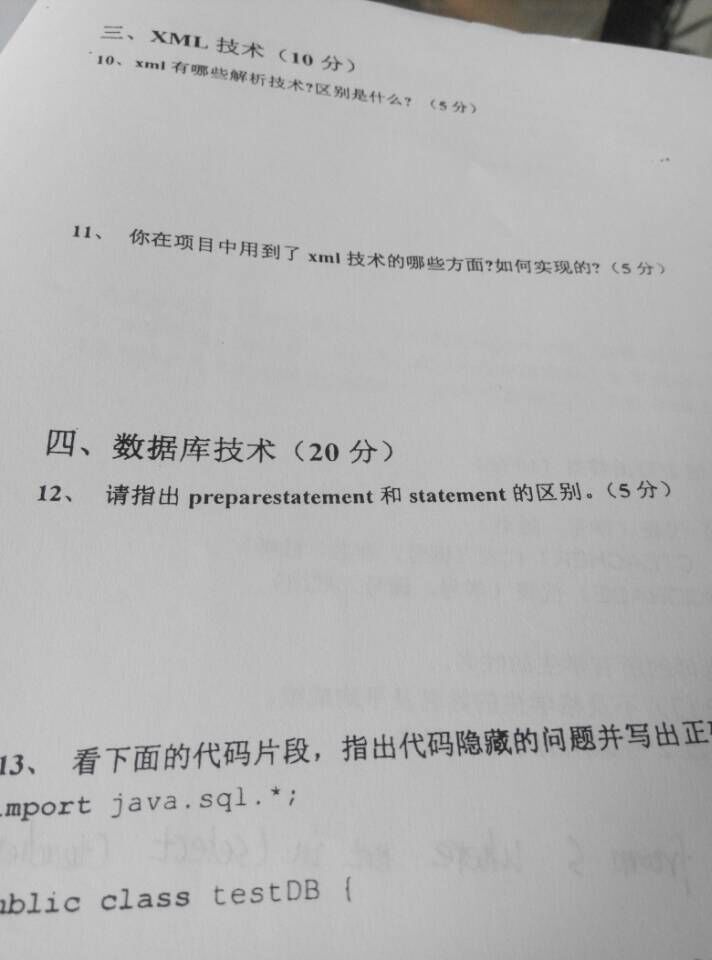 三、XML 技术（10 分）
10、xml 有哪些解析技术?区别是什么? （5 分）
11、 你在项目中用到了 xml 技术的哪些方面?如何实现的?（5 分）
四、数据库技术（20 分）
12、 请指出 preparestatement 和 statement 的区别。（5 分）
13、 看下面的代码片段，指出代码隐藏的问题并写出正
import java.sql.*;
ublic class testDB {